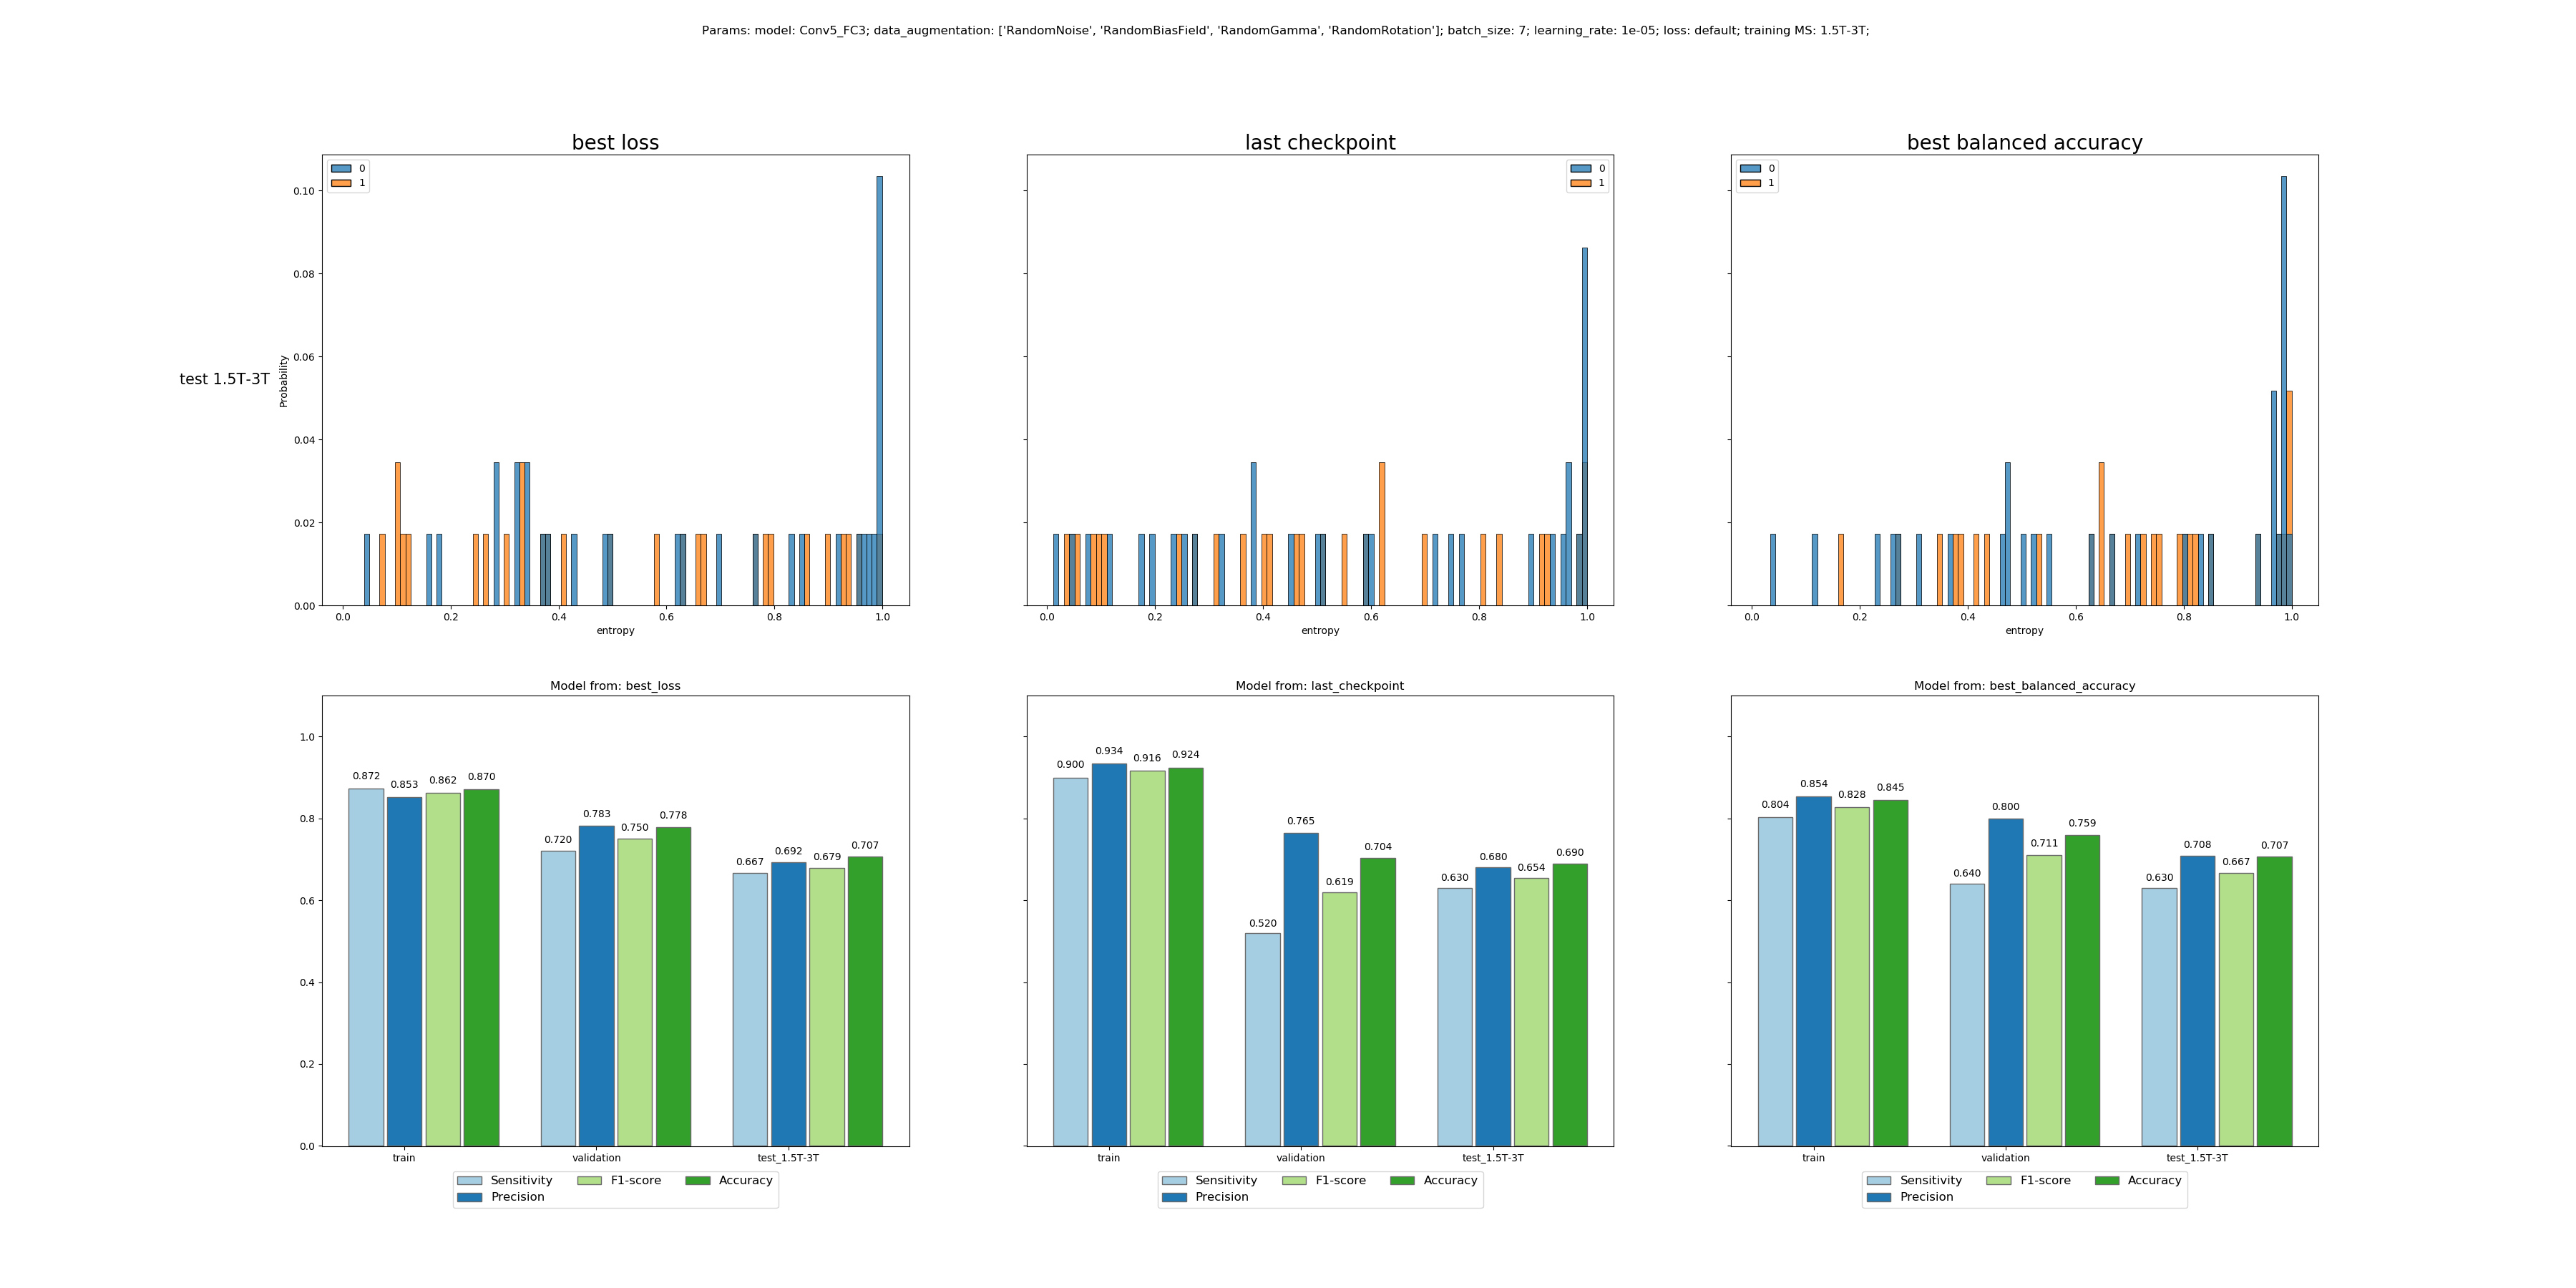 Params: model: Conv5_FC3; data_augmentation: ['RandomNoise', 'RandomBiasField', 'RandomGamma', 'RandomRotation']; batch_size: 7; learning_rate: 1e-05; loss: default; training MS: 1.5T-3T;
best loss
last checkpoint
best balanced accuracy
test 1.5T-3T
Probability
0.10
0.08
0.06
0.04
0.02
0.00
0
1
0.0 0.2 0.4 0.6 0.8 1.0
entropy
0
1
0.0 0.2 0.4 0.6 0.8 1.0
entropy
0
1
0.0 0.2 0.4 0.6 0.8 1.0
entropy
Model from: best_loss
1.0
0.8
0.6
0.4
0.2
0.0
0.872 0.853 0.862 0.870
0.720 0.783 0.750 0.778
0.667 0.692 0.679 0.707
train validation test_1.5T-3T
Sensitivity F1-score Accuracy
Precision
Model from: last_checkpoint
0.900 0.934 0.916 0.924
0.520 0.765 0.619 0.704
0.630 0.680 0.654 0.690
train validation test_1.5T-3T
Sensitivity F1-score Accuracy
Precision
Model from: best_balanced_accuracy
0.804 0.854 0.828 0.845
0.640 0.800 0.711 0.759
0.630 0.708 0.667 0.707
train validation test_1.5T-3T
Sensitivity F1-score Accuracy
Precision